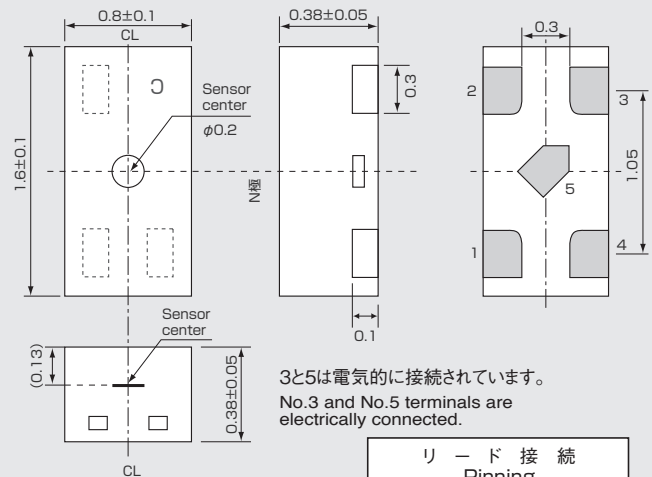 0.8±0.1
CL
0.38±0.05
0.3
Sensor
center
φ0.2
0.3
1.6±0.1
N極
2
3
1.05
5
1
4
0.1
Sensor
center
(0.13)
0.38±0.05
CL
3と5は電気的に接続されています。
No.3 and No.5 terminals are
electrically connected.
リード接続
Pinning